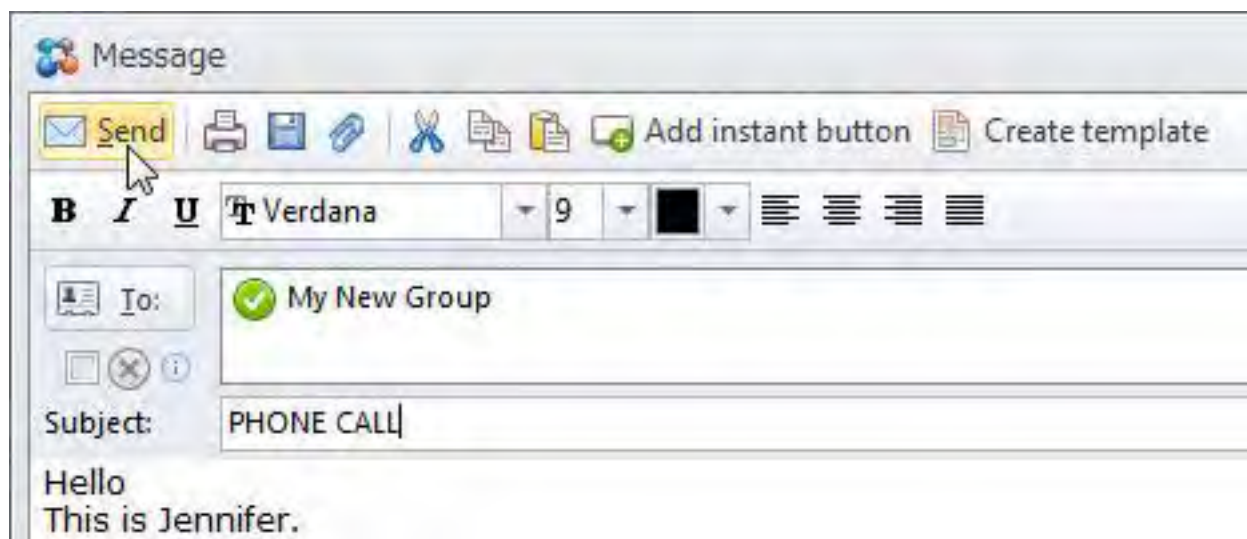 Message
Send Add instant button Create template
B I U Verdana 9
To: My New Group
Subject: PHONE CALL
Hello
This is Jennifer.